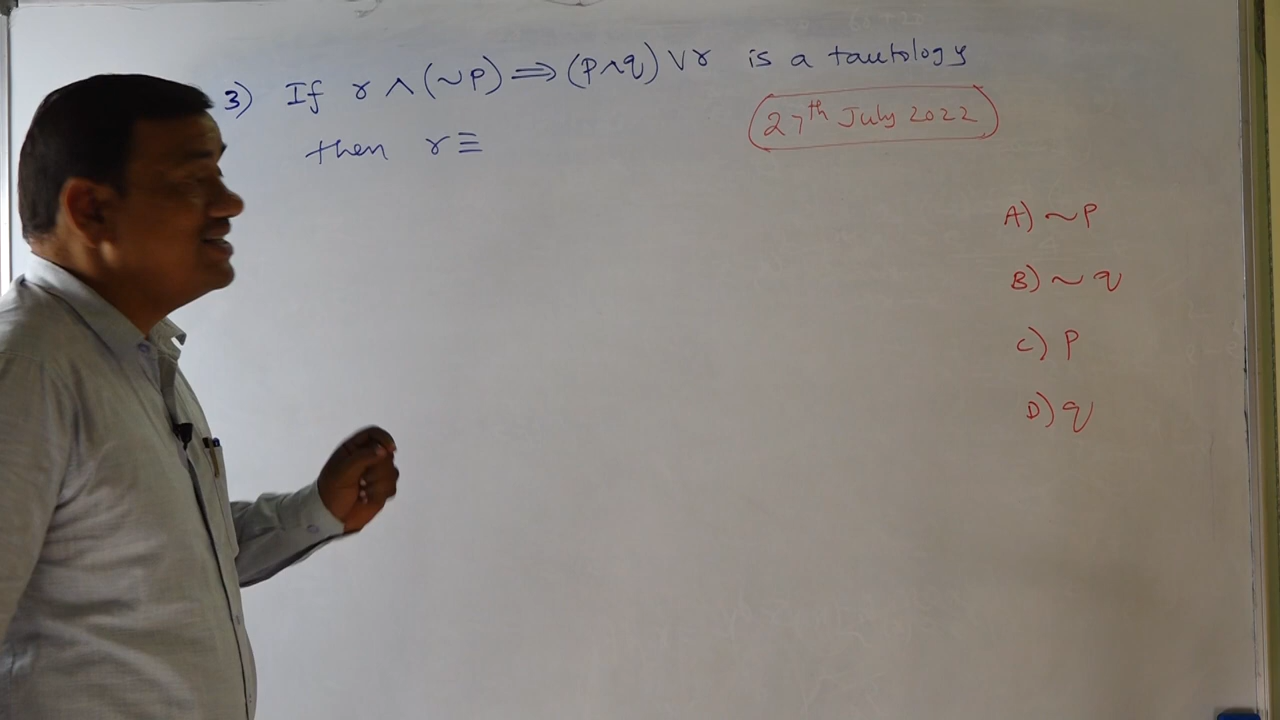 3) If r ∧ (∼p) ⇒ (p∧q) ∨ r is a tautology
27th July 2022
then r ≡
A) ∼p
B) ∼q
C) p
D) q